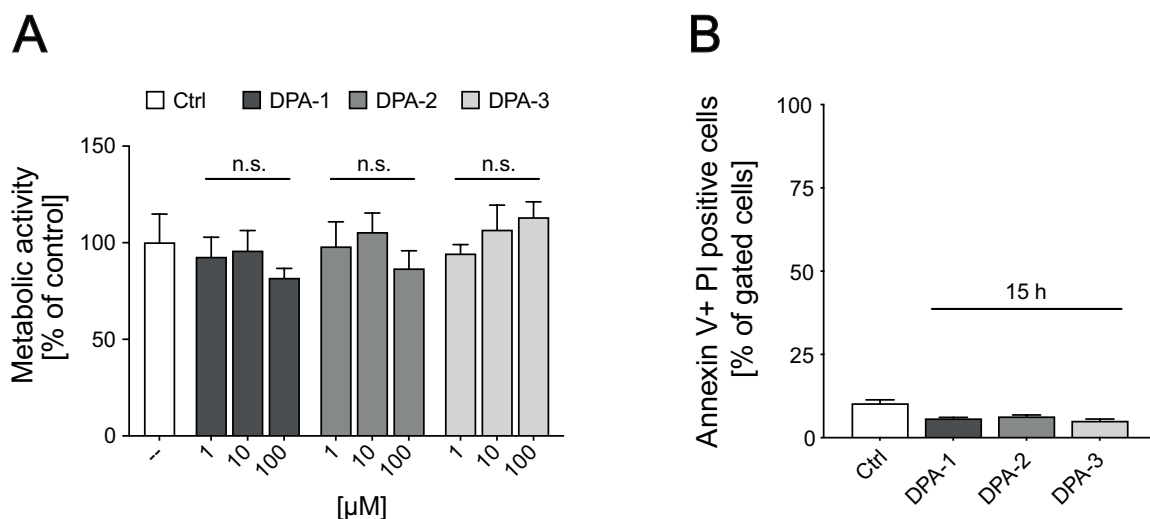 A
Ctrl DPA-1 DPA-2 DPA-3
Metabolic activity
[% of control]
150
100
50
0
n.s. n.s. n.s.
-- 1 10 100 1 10 100 1 10 100
[µM]
B
Annexin V+ PI positive cells
[% of gated cells]
100
75
50
25
0
15 h
Ctrl DPA-1 DPA-2 DPA-3